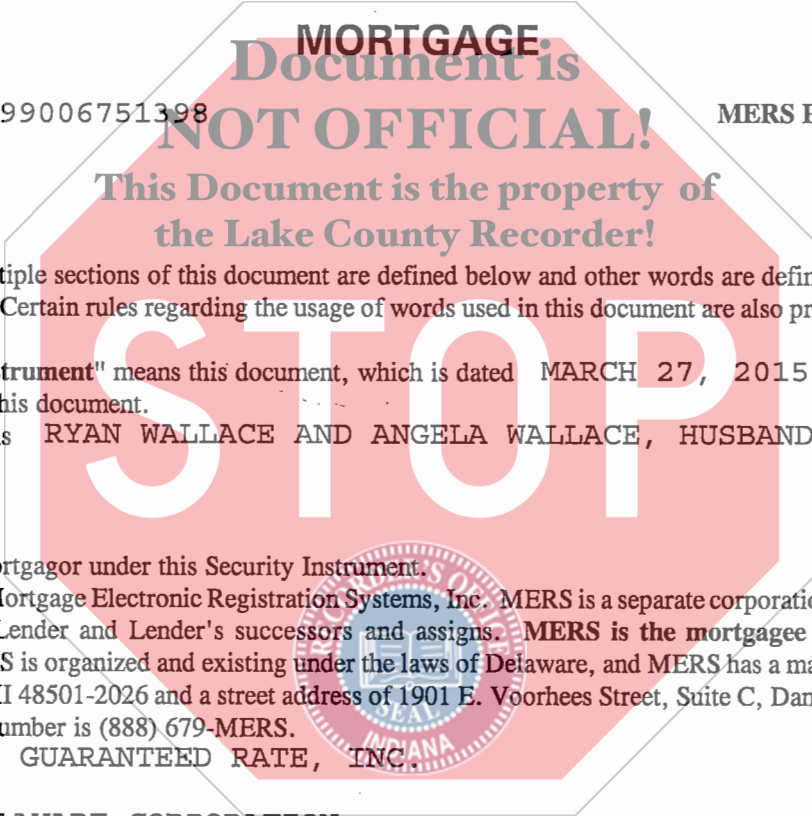 MORTGAGE
Document is
99006751398
NOT OFFICIAL!
This Document is the property of
the Lake County Recorder!
tiple sections of this document are defined below and other words are defin
Certain rules regarding the usage of words used in this document are also pr
STOP
trument" means this document, which is dated MARCH 27, 2015
his document.
s RYAN WALLACE AND ANGELA WALLACE, HUSBAND
rtgagor under this Security Instrument.
Mortgage Electronic Registration Systems, Inc. MERS is a separate corporatio
Lender and Lender's successors and assigns. MERS is the mortgagee
S is organized and existing under the laws of Delaware, and MERS has a ma
I 48501-2026 and a street address of 1901 E. Voorhees Street, Suite C, Dan
umber is (888) 679-MERS.
GUARANTEED RATE, INC.
RECORDER'S OFFICE
SEAL
INDIANA
CORPORATION